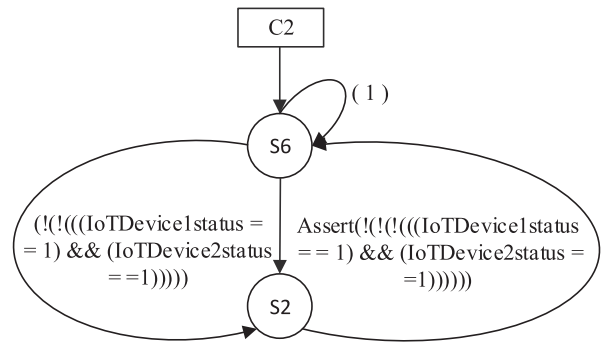 C2
( 1 )
S6
(!(!(((IoTDevice1status =
= 1) && (IoTDevice2status
==1)))))
Assert(!(!(!(((IoTDevice1status
== 1) && (IoTDevice2status =
=1))))))
S2